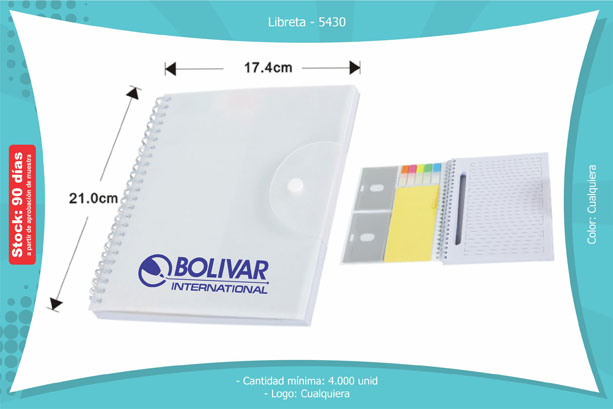 Libreta - 5430
17.4cm
21.0cm
Stock: 90 días
a partir de aprobación de muestra
BOLIVAR
INTERNATIONAL
Color: Cualquiera
- Cantidad mínima: 4.000 unid
- Logo: Cualquiera